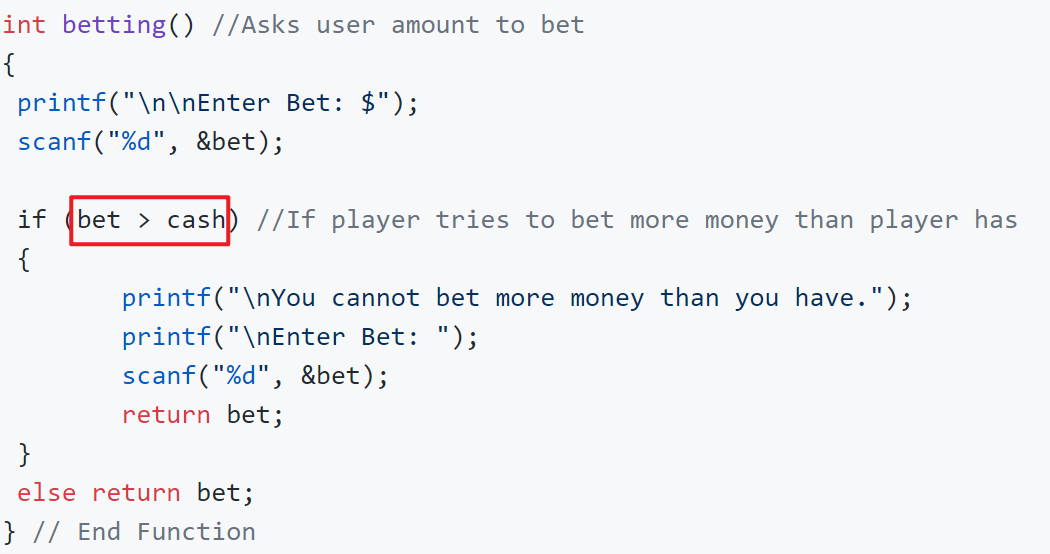 int betting() //Asks user amount to bet
{
 printf("\n\nEnter Bet: $");
 scanf("%d", &bet);

 if (bet > cash) //If player tries to bet more money than player has
 {
        printf("\nYou cannot bet more money than you have.");
        printf("\nEnter Bet: ");
        scanf("%d", &bet);
        return bet;
 }
 else return bet;
} // End Function